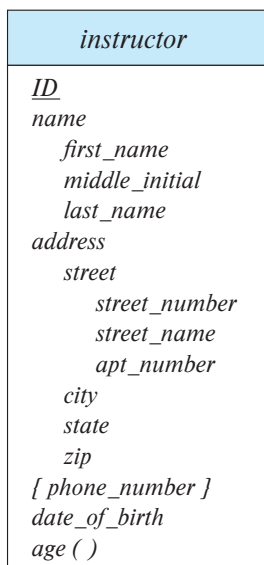 instructor
ID
name
first_name
middle_initial
last_name
address
street
street_number
street_name
apt_number
city
state
zip
{ phone_number }
date_of_birth
age ( )